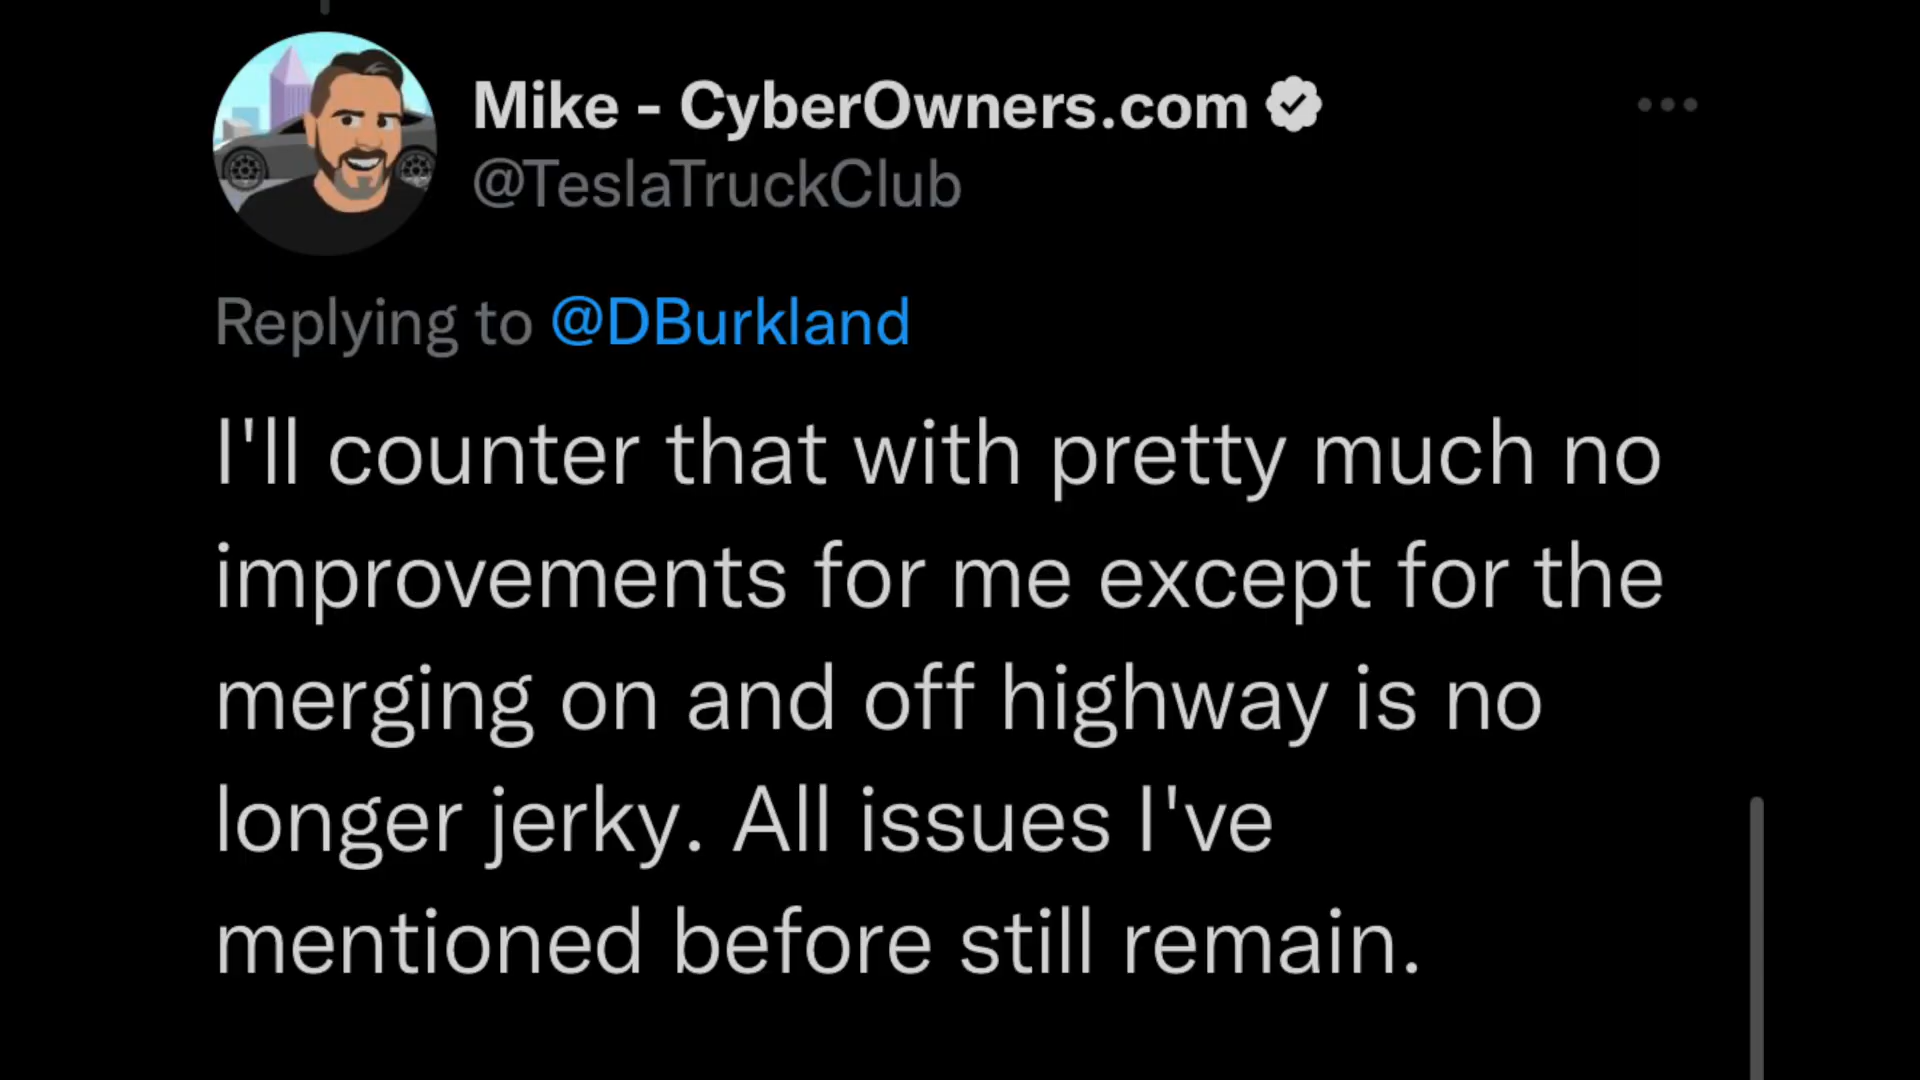 Mike - CyberOwners.com
@TeslaTruckClub
Replying to @DBurkland
I'll counter that with pretty much no
improvements for me except for the
merging on and off highway is no
longer jerky. All issues I've
mentioned before still remain.